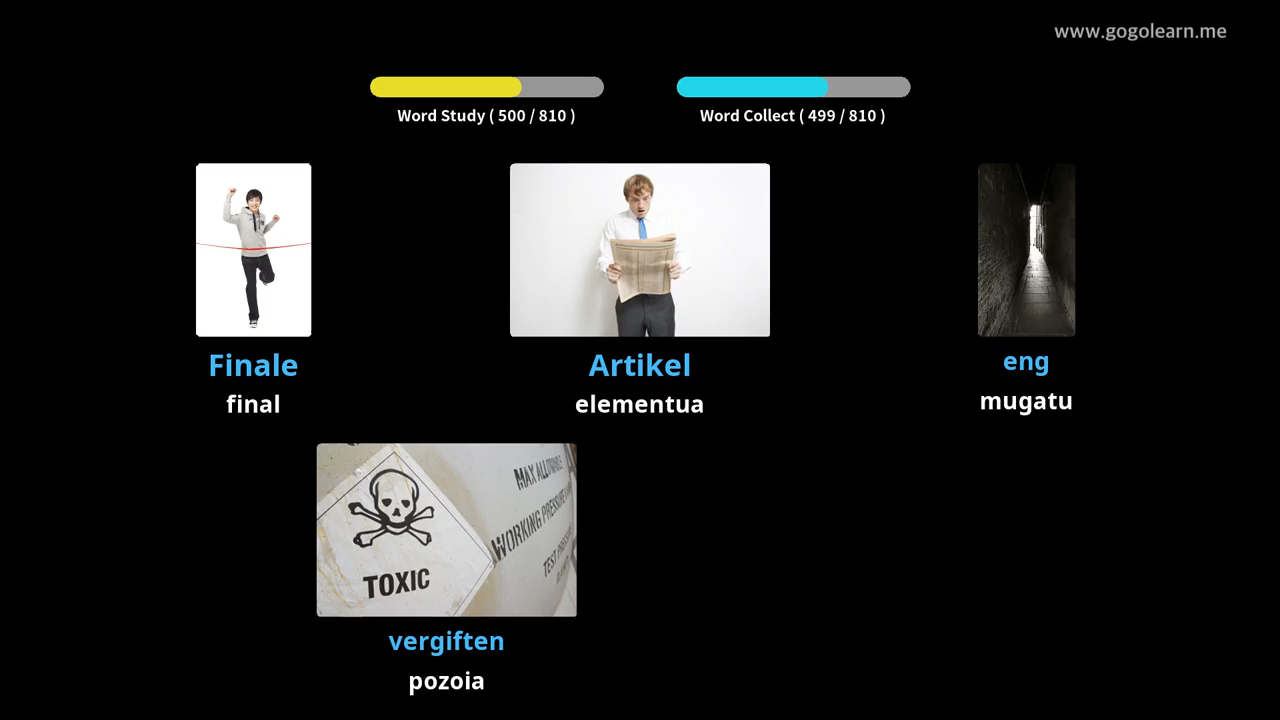 www.gogolearn.me
Word Study ( 500 / 810 )
Word Collect ( 499 / 810 )
Finale
final
Artikel
elementua
eng
mugatu
MAX ALLOWABLE
WORKING PRESSURE
TEST
TOXIC
vergiften
pozoia